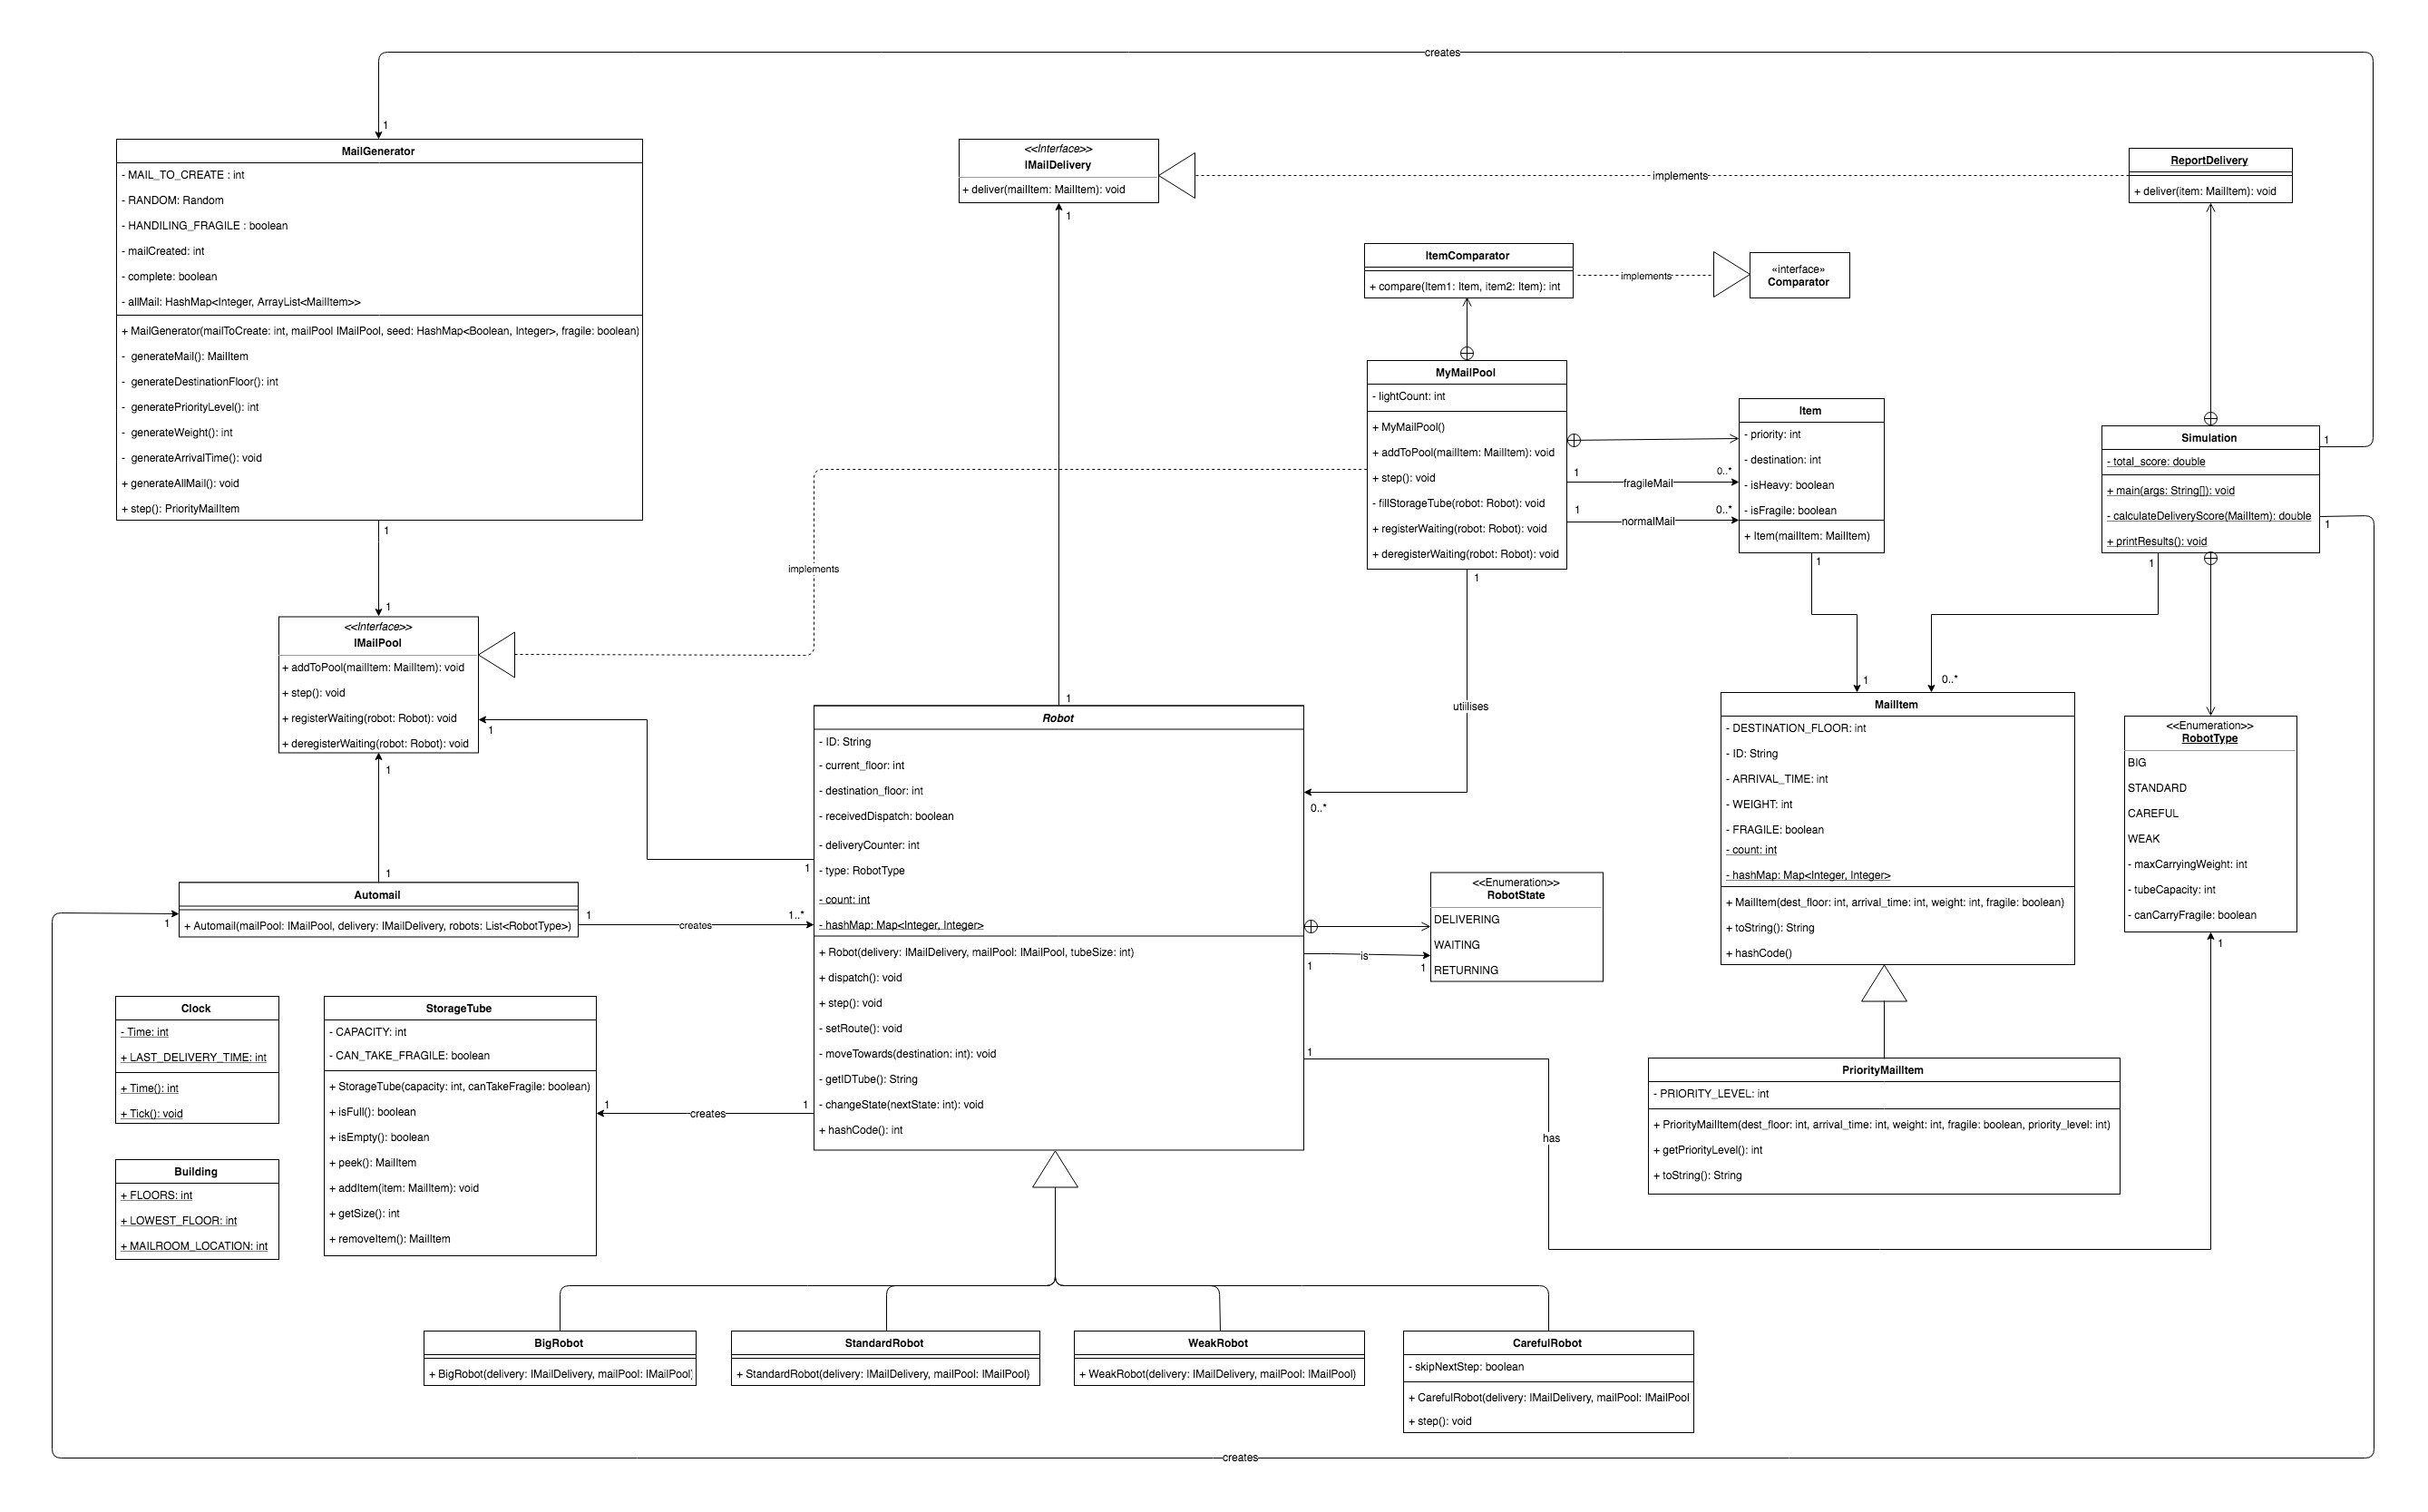 creates
1
MailGenerator
- MAIL_TO_CREATE : int
- RANDOM: Random
- HANDILING_FRAGILE : boolean
- mailCreated: int
- complete: boolean
- allMail: HashMap<Integer, ArrayList<MailItem>>
+ MailGenerator(mailToCreate: int, mailPool IMailPool, seed: HashMap<Boolean, Integer>, fragile: boolean)
- generateMail(): MailItem
- generateDestinationFloor(): int
- generatePriorityLevel(): int
- generateWeight(): int
- generateArrivalTime(): void
+ generateAllMail(): void
+ step(): PriorityMailItem
1
1
<<Interface>>
IMailDelivery
+ deliver(mailItem: MailItem): void
1
implements
ReportDelivery
+ deliver(item: MailItem): void
ItemComparator
+ compare(Item1: Item, item2: Item): int
implements
«interface»
Comparator
MyMailPool
- lightCount: int
+ MyMailPool()
+ addToPool(mailItem: MailItem): void
+ step(): void
- fillStorageTube(robot: Robot): void
+ registerWaiting(robot: Robot): void
+ deregisterWaiting(robot: Robot): void
1
fragileMail
0..*
1
normalMail
0..*
1
utiilises
0..*
implements
Item
- priority: int
- destination: int
- isHeavy: boolean
- isFragile: boolean
+ Item(mailItem: MailItem)
1
1
Simulation
- total_score: double
+ main(args: String[]): void
- calculateDeliveryScore(MailItem): double
+ printResults(): void
1
1
1
0..*
<<Interface>>
IMailPool
+ addToPool(mailItem: MailItem): void
+ step(): void
+ registerWaiting(robot: Robot): void
+ deregisterWaiting(robot: Robot): void
1
1
1
1
Robot
- ID: String
- current_floor: int
- destination_floor: int
- receivedDispatch: boolean
- deliveryCounter: int
- type: RobotType
- count: int
- hashMap: Map<Integer, Integer>
+ Robot(delivery: IMailDelivery, mailPool: IMailPool, tubeSize: int)
+ dispatch(): void
+ step(): void
- setRoute(): void
- moveTowards(destination: int): void
- getIDTube(): String
- changeState(nextState: int): void
+ hashCode(): int
1
MailItem
- DESTINATION_FLOOR: int
- ID: String
- ARRIVAL_TIME: int
- WEIGHT: int
- FRAGILE: boolean
- count: int
- hashMap: Map<Integer, Integer>
+ MailItem(dest_floor: int, arrival_time: int, weight: int, fragile: boolean)
+ toString(): String
+ hashCode()
<<Enumeration>>
RobotType
BIG
STANDARD
CAREFUL
WEAK
- maxCarryingWeight: int
- tubeCapacity: int
- canCarryFragile: boolean
1
Automail
+ Automail(mailPool: IMailPool, delivery: IMailDelivery, robots: List<RobotType>)
1
1
creates
1..*
<<Enumeration>>
RobotState
DELIVERING
WAITING
RETURNING
1
is
1
Clock
- Time: int
+ LAST_DELIVERY_TIME: int
+ Time(): int
+ Tick(): void
StorageTube
- CAPACITY: int
- CAN_TAKE_FRAGILE: boolean
+ StorageTube(capacity: int, canTakeFragile: boolean)
+ isFull(): boolean
+ isEmpty(): boolean
+ peek(): MailItem
+ addItem(item: MailItem): void
+ getSize(): int
+ removeItem(): MailItem
1
creates
1
1
has
PriorityMailItem
- PRIORITY_LEVEL: int
+ PriorityMailItem(dest_floor: int, arrival_time: int, weight: int, fragile: boolean, priority_level: int)
+ getPriorityLevel(): int
+ toString(): String
Building
+ FLOORS: int
+ LOWEST_FLOOR: int
+ MAILROOM_LOCATION: int
BigRobot
+ BigRobot(delivery: IMailDelivery, mailPool: IMailPool)
StandardRobot
+ StandardRobot(delivery: IMailDelivery, mailPool: IMailPool)
WeakRobot
+ WeakRobot(delivery: IMailDelivery, mailPool: IMailPool)
CarefulRobot
- skipNextStep: boolean
+ CarefulRobot(delivery: IMailDelivery, mailPool: IMailPool
+ step(): void
creates